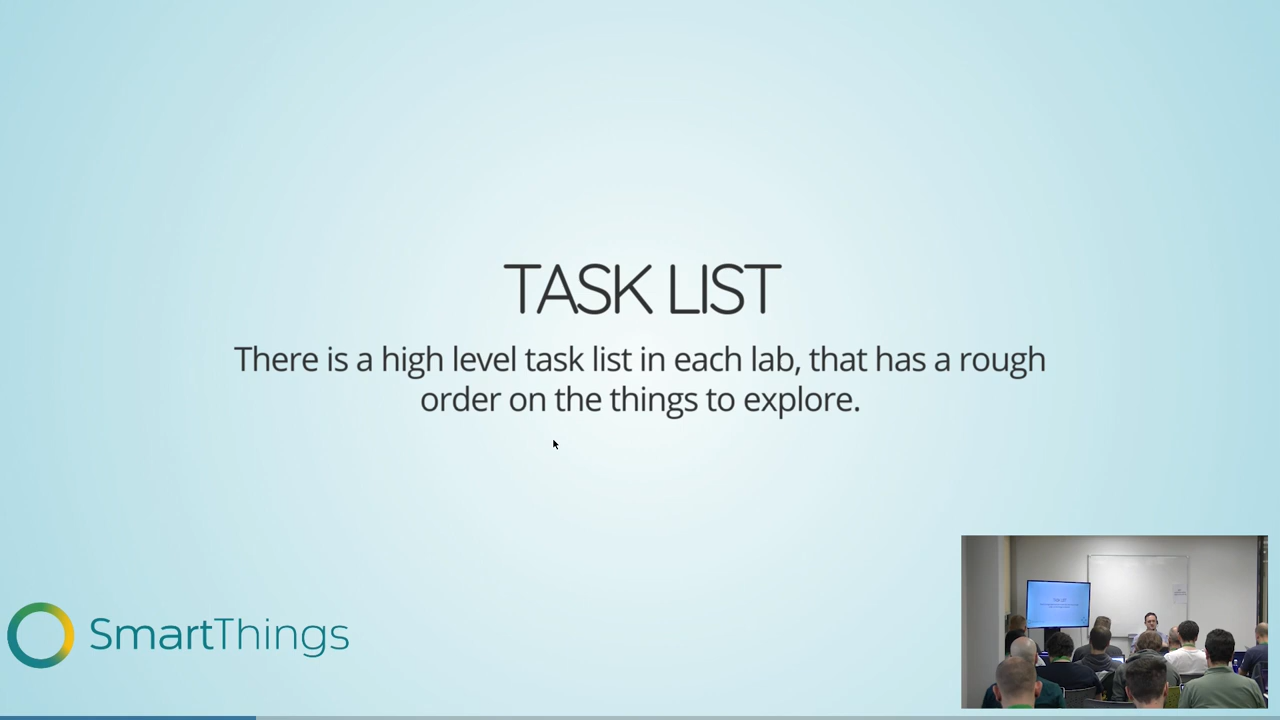 TASK LIST
There is a high level task list in each lab, that has a rough
order on the things to explore.
SmartThings